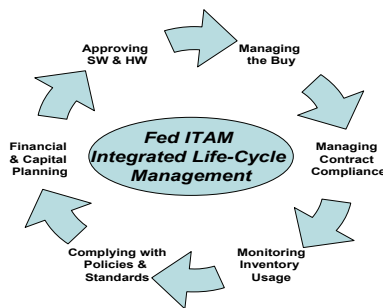 Approving
SW & HW
Managing
the Buy
Financial
& Capital
Planning
Fed ITAM
Integrated Life-Cycle
Management
Managing
Contract
Compliance
Complying with
Policies &
Standards
Monitoring
Inventory
Usage